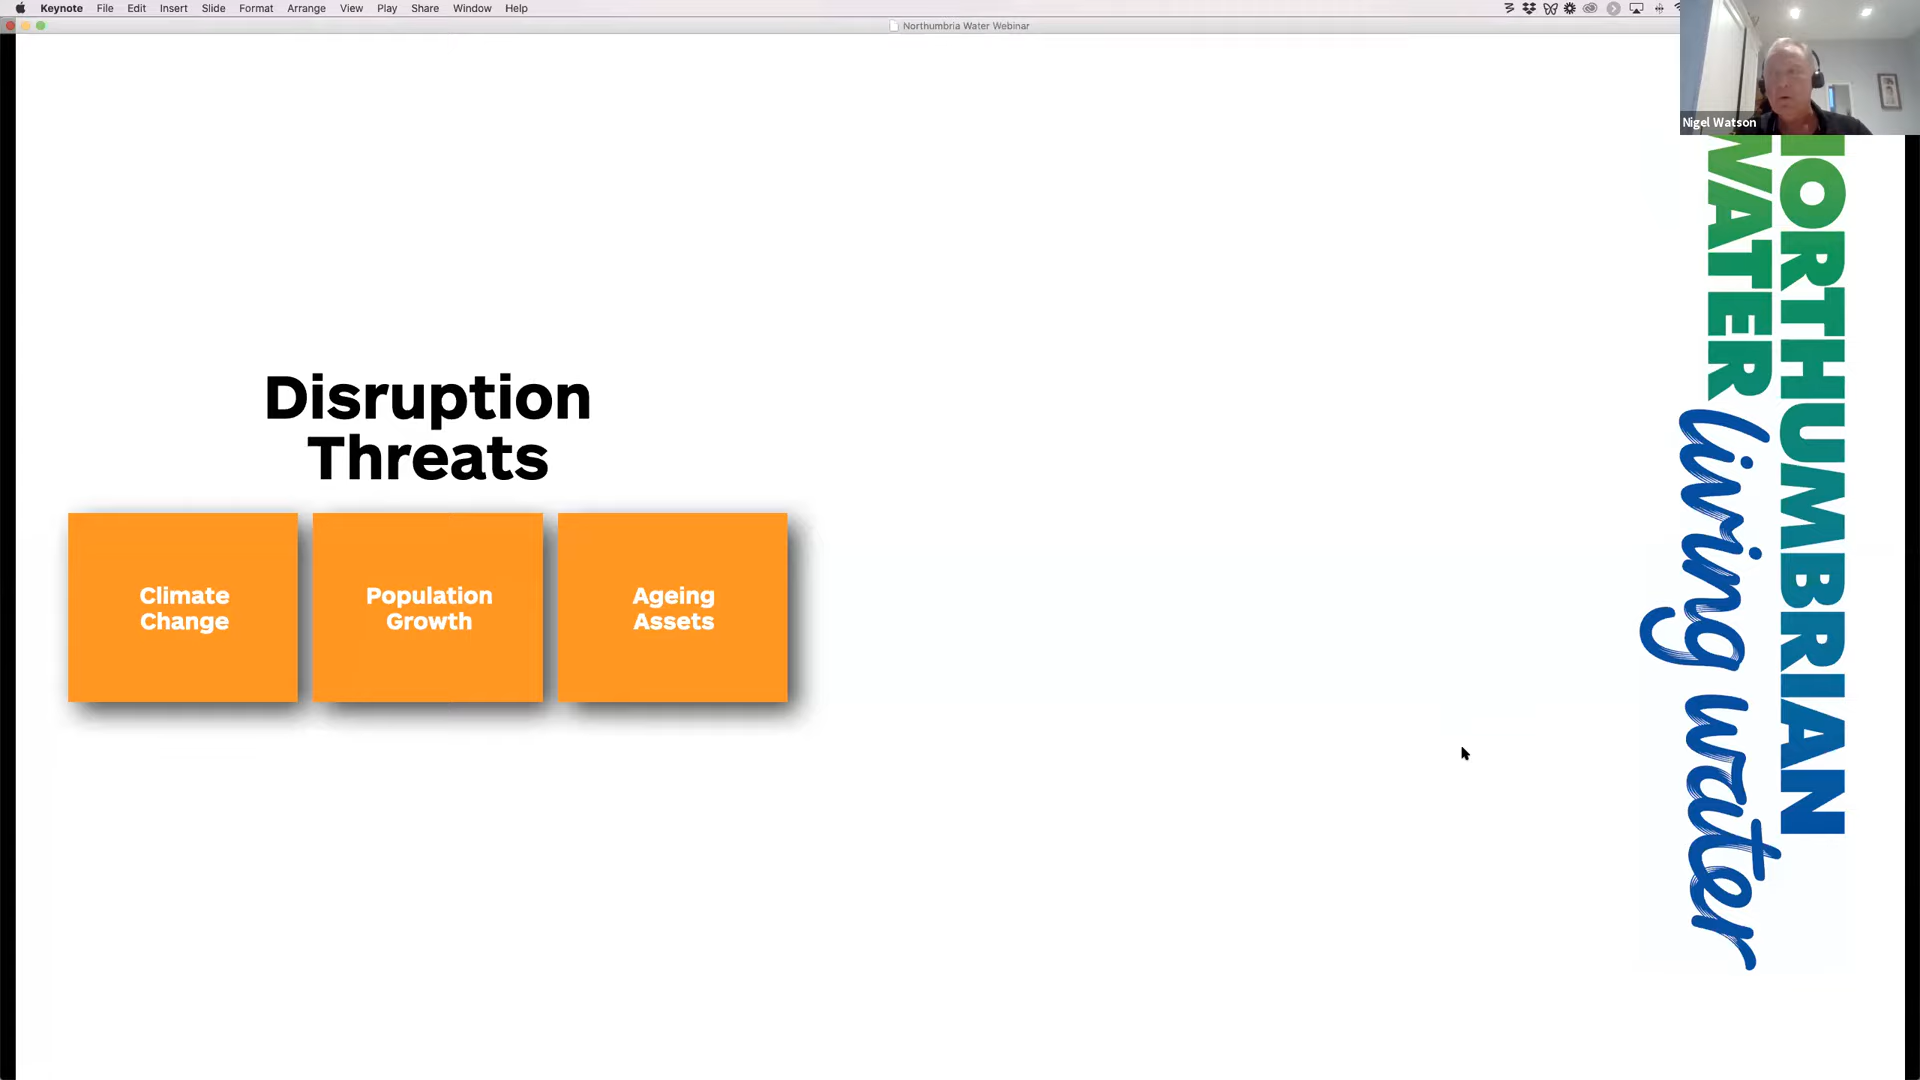 Keynote File Edit Insert Slide Format Arrange View Play Share Window Help
Northumbria Water Webinar
Nigel Watson
Disruption
Threats
Climate
Change
Population
Growth
Ageing
Assets
WATER
living water